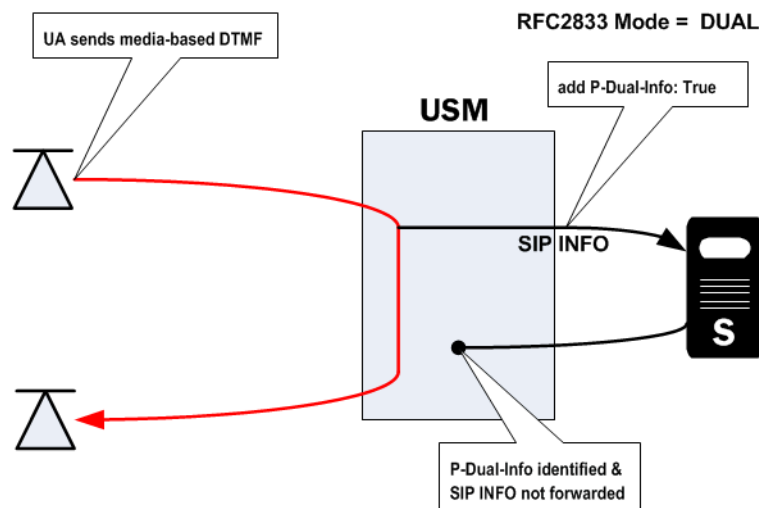 RFC2833 Mode = DUAL
UA sends media-based DTMF
add P-Dual-Info: True
USM
SIP INFO
S
P-Dual-Info identified &
SIP INFO not forwarded